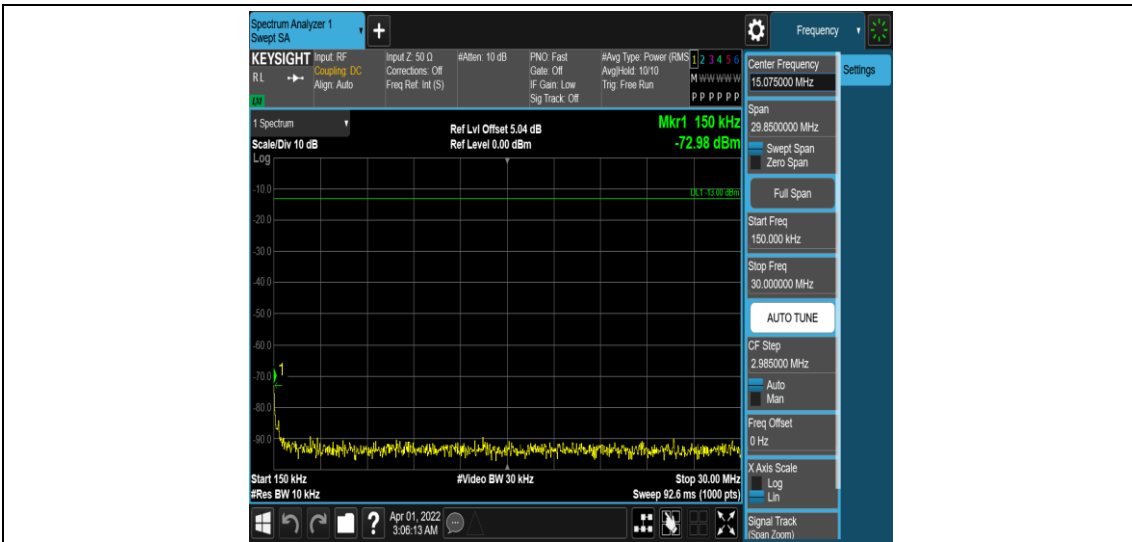 Spectrum Analyzer 1
Swept SA
+
Frequency
KEYSIGHT
RL
LXI
Input: RF
Coupling: DC
Align: Auto
Input Z: 50 Ω
Corrections: Off
Freq Ref: Int (S)
#Atten: 10 dB
PNO: Fast
Gate: Off
IF Gain: Low
Sig Track: Off
#Avg Type: Power (RMS
Avg|Hold: 10/10
Trig: Free Run
1 2 3 4 5 6
M W W W W W
P P P P P P
1 Spectrum
Scale/Div 10 dB
Log
Ref Lvl Offset 5.04 dB
Ref Level 0.00 dBm
Mkr1 150 kHz
-72.98 dBm
DL1 -13.00 dBm
-10.0
-20.0
-30.0
-40.0
-50.0
-60.0
-70.0
1
-80.0
-90.0
Start 150 kHz
#Res BW 10 kHz
#Video BW 30 kHz
Stop 30.00 MHz
Sweep 92.6 ms (1000 pts)
Center Frequency
15.075000 MHz
Settings
Span
29.8500000 MHz
Swept Span
Zero Span
Full Span
Start Freq
150.000 kHz
Stop Freq
30.000000 MHz
AUTO TUNE
CF Step
2.985000 MHz
Auto
Man
Freq Offset
0 Hz
X Axis Scale
Log
Lin
Signal Track
(Span Zoom)
?
Apr 01, 2022
3:06:13 AM